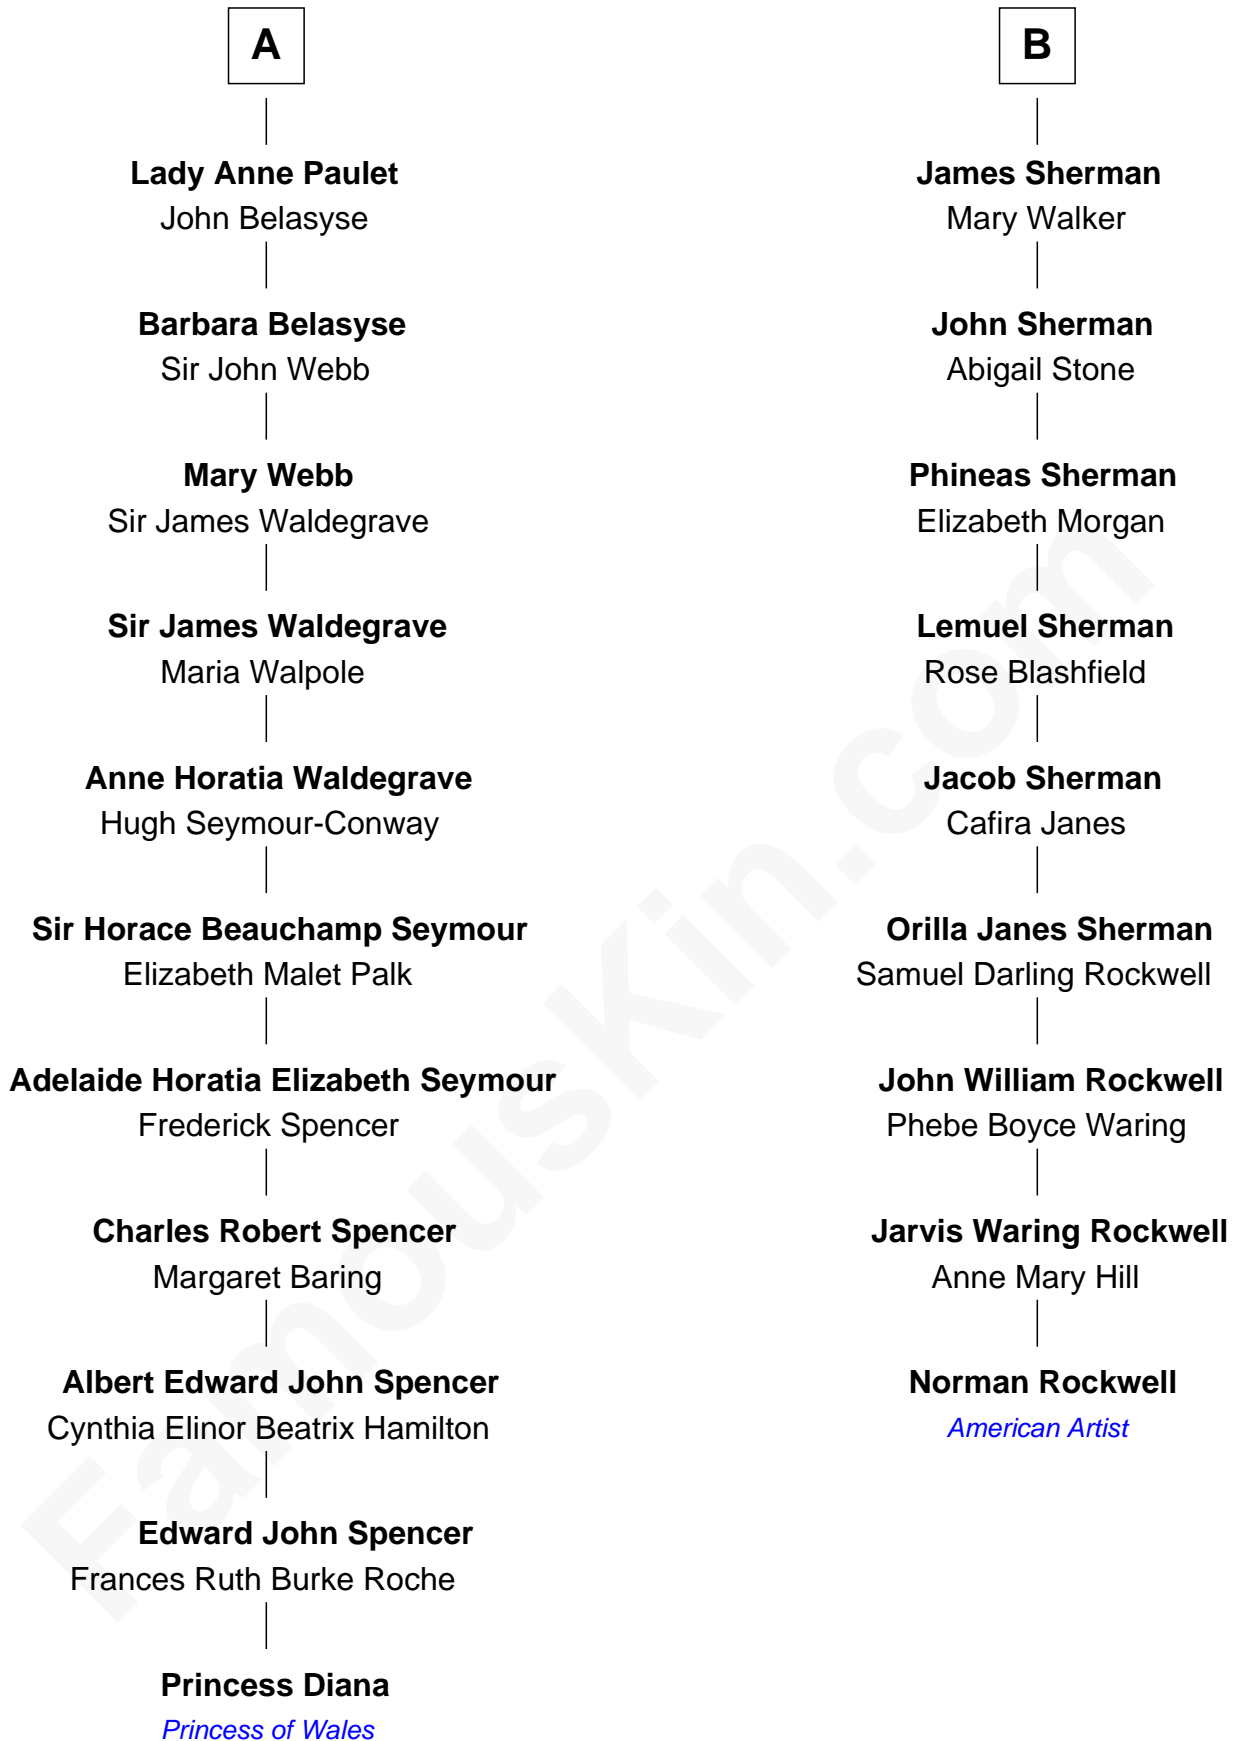 A
Lady Anne Paulet
John Belasyse
Barbara Belasyse
Sir John Webb
Mary Webb
Sir James Waldegrave
Sir James Waldegrave
Maria Walpole
Anne Horatia Waldegrave
Hugh Seymour-Conway
Sir Horace Beauchamp Seymour
Elizabeth Malet Palk
Adelaide Horatia Elizabeth Seymour
Frederick Spencer
Charles Robert Spencer
Margaret Baring
Albert Edward John Spencer
Cynthia Elinor Beatrix Hamilton
Edward John Spencer
Frances Ruth Burke Roche
Princess Diana
Princess of Wales
B
James Sherman
Mary Walker
John Sherman
Abigail Stone
Phineas Sherman
Elizabeth Morgan
Lemuel Sherman
Rose Blashfield
Jacob Sherman
Cafira Janes
Orilla Janes Sherman
Samuel Darling Rockwell
John William Rockwell
Phebe Boyce Waring
Jarvis Waring Rockwell
Anne Mary Hill
Norman Rockwell
American Artist
FamousKin.com